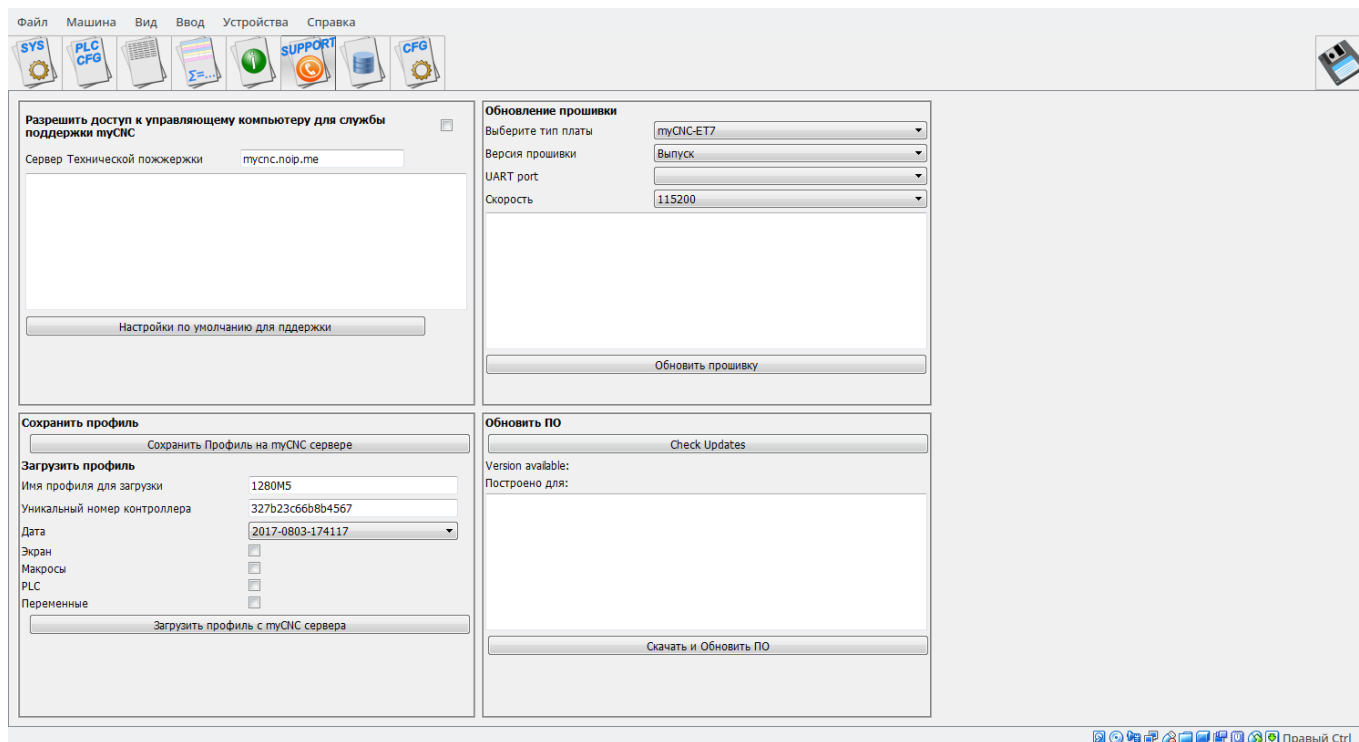 Файл Машина Вид Ввод Устройства Справка
SYS
PLC
CFG
Σ=...
SUPPORT
CFG
Разрешить доступ к управляющему компьютеру для службы
поддержки myCNC
Сервер Технической пожжержки mycnc.noip.me
Настройки по умолчанию для пддержки
Обновление прошивки
Выберите тип платы myCNC-ET7
Версия прошивки Выпуск
UART port
Скорость 115200
Обновить прошивку
Сохранить профиль
Сохранить Профиль на myCNC сервере
Загрузить профиль
Имя профиля для загрузки 1280M5
Уникальный номер контроллера 327b23c66b8b4567
Дата 2017-0803-174117
Экран
Макросы
PLC
Переменные
Загрузить профиль с myCNC сервера
Обновить ПО
Check Updates
Version available:
Построено для:
Скачать и Обновить ПО
Правый Ctrl